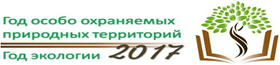 Год особо охраняемых
природных территорий
Год экологии 2017